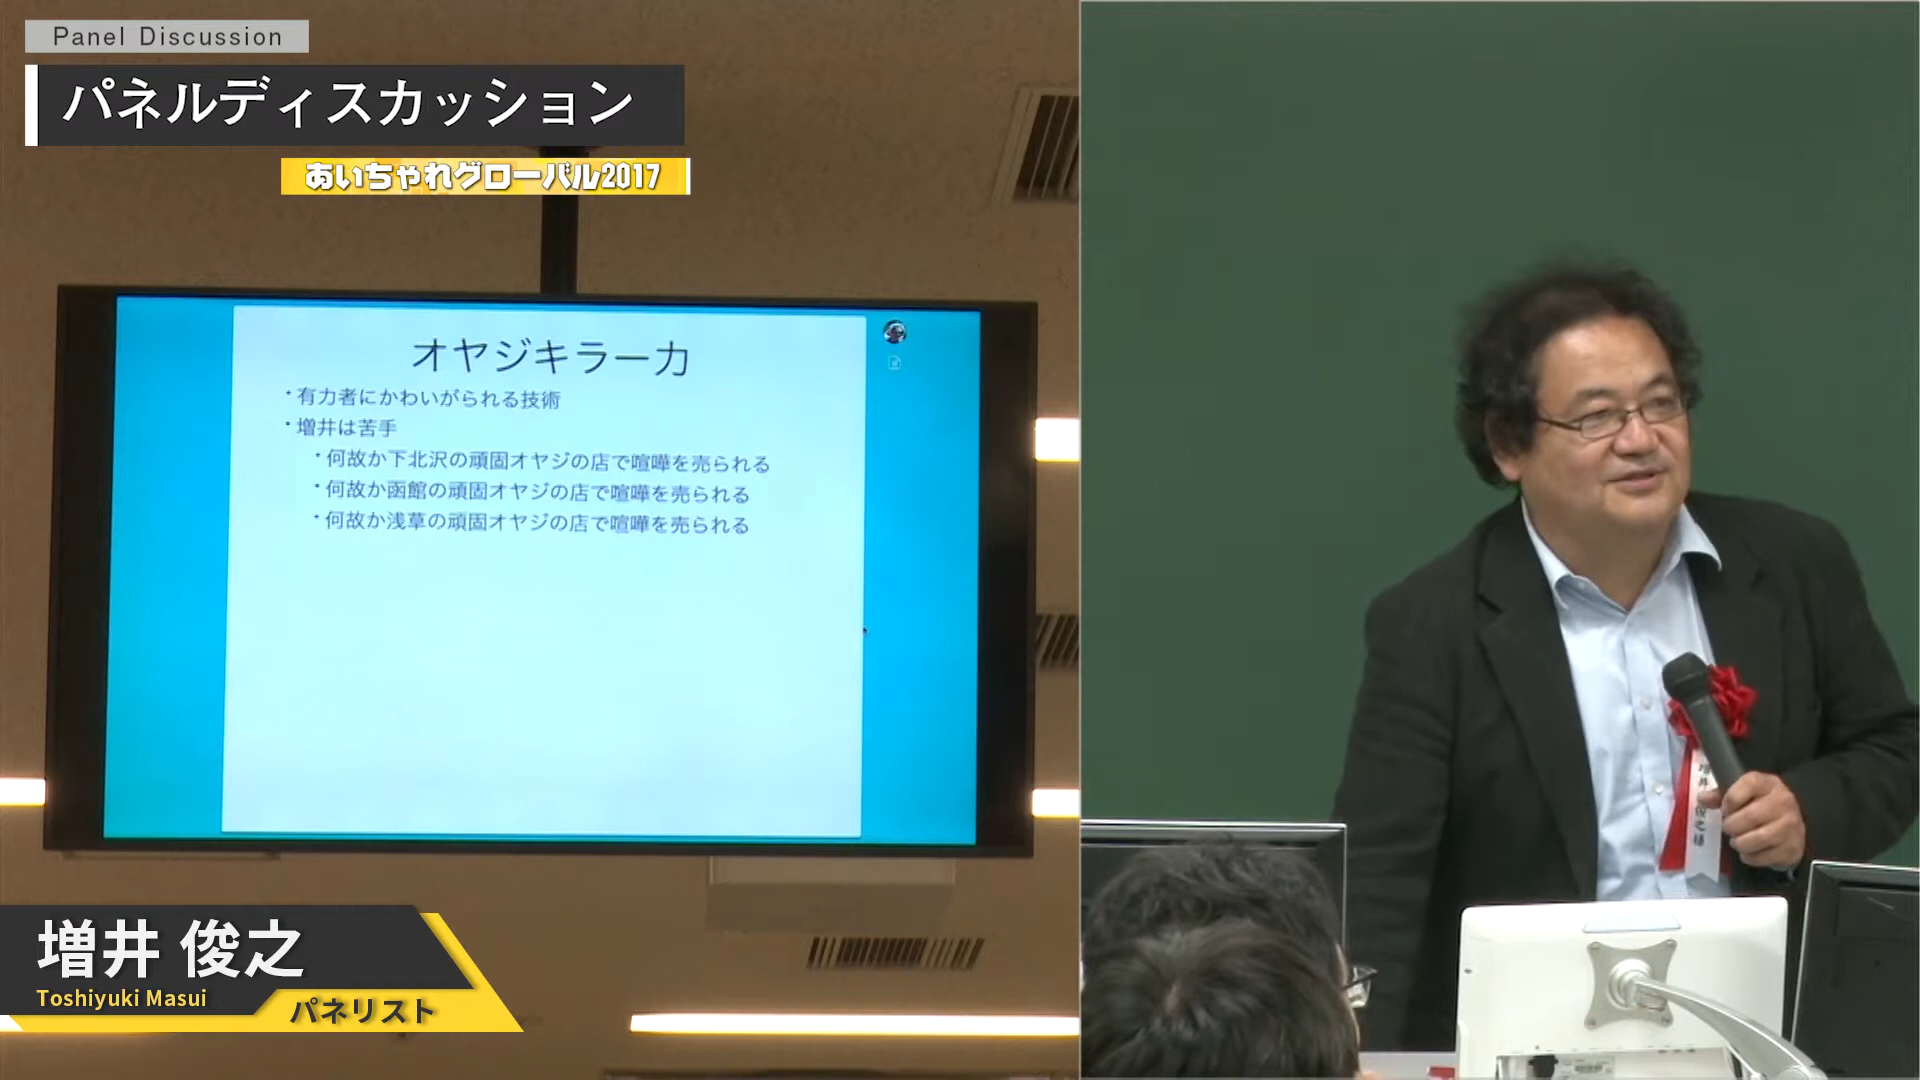 Panel Discussion
パネルディスカッション
あいちゃれグローバル2017
オヤジキラー力
・有力者にかわいがられる技術
・増井は苦手
・何故か下北沢の頑固オヤジの店で喧嘩を売られる
・何故か函館の頑固オヤジの店で喧嘩を売られる
・何故か浅草の頑固オヤジの店で喧嘩を売られる
増井 俊之
Toshiyuki Masui
パネリスト
増井 俊之様